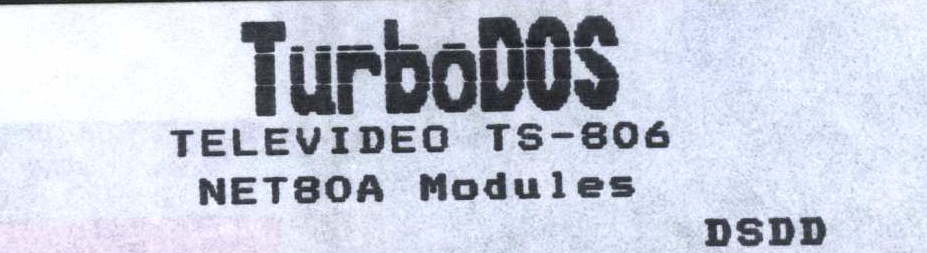 TurboDOS
TELEVIDEO TS-806
NET80A Modules
DSDD